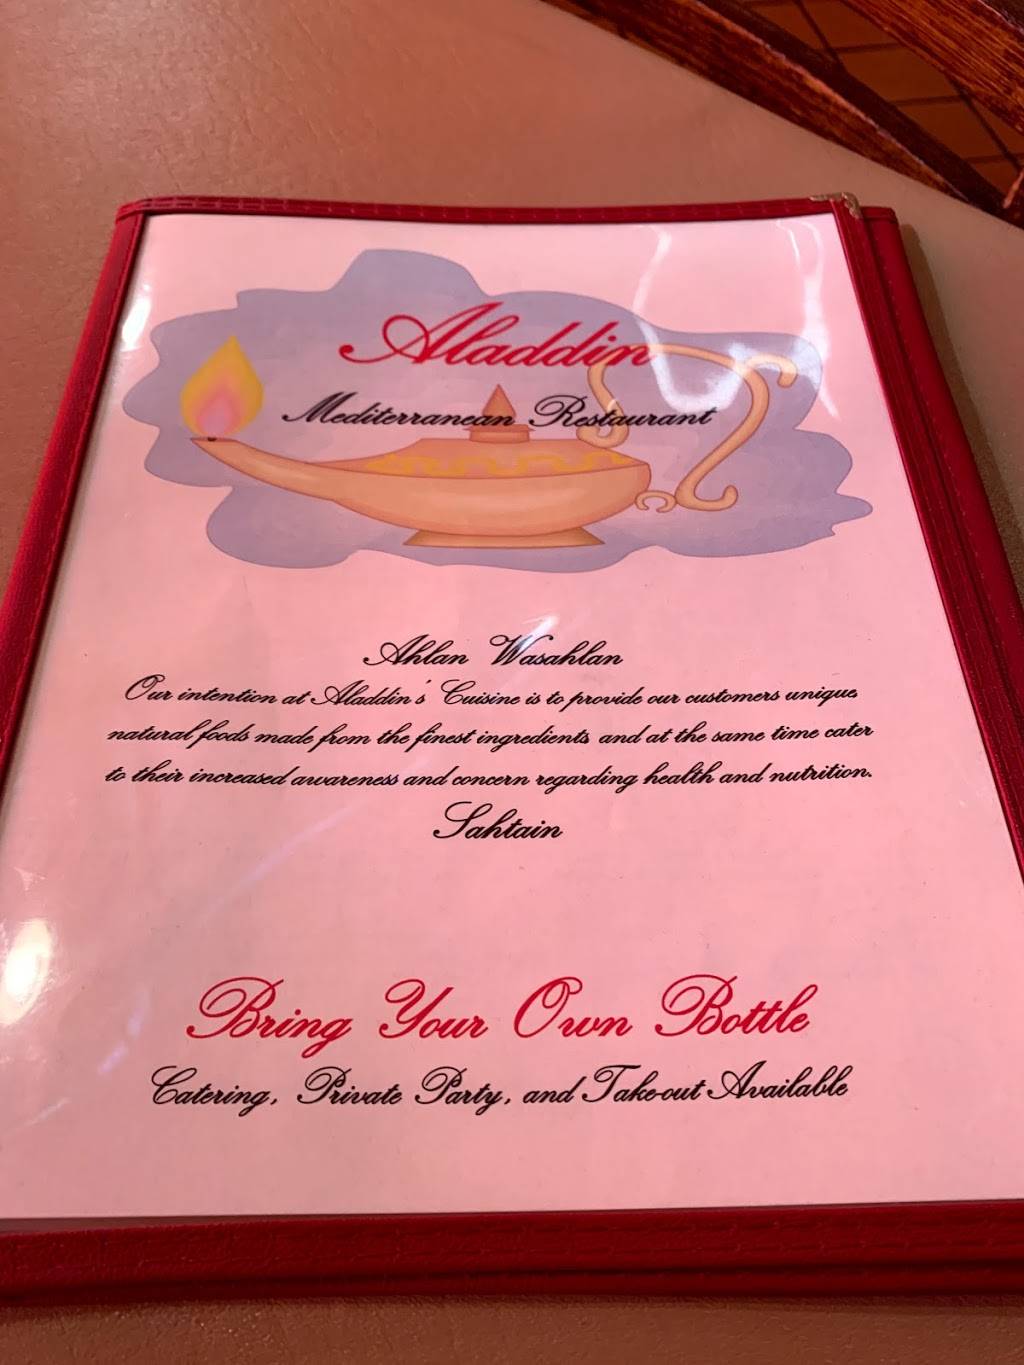 Aladdin
Mediterranean Restaurant
Ahlan Wasahlan
Our intention at Aladdin's Cuisine is to provide our customers unique
natural foods made from the finest ingredients and at the same time cater
to their increased awareness and concern regarding health and nutrition.
Sahtain
Bring Your Own Bottle
Catering, Private Party, and Take-out Available